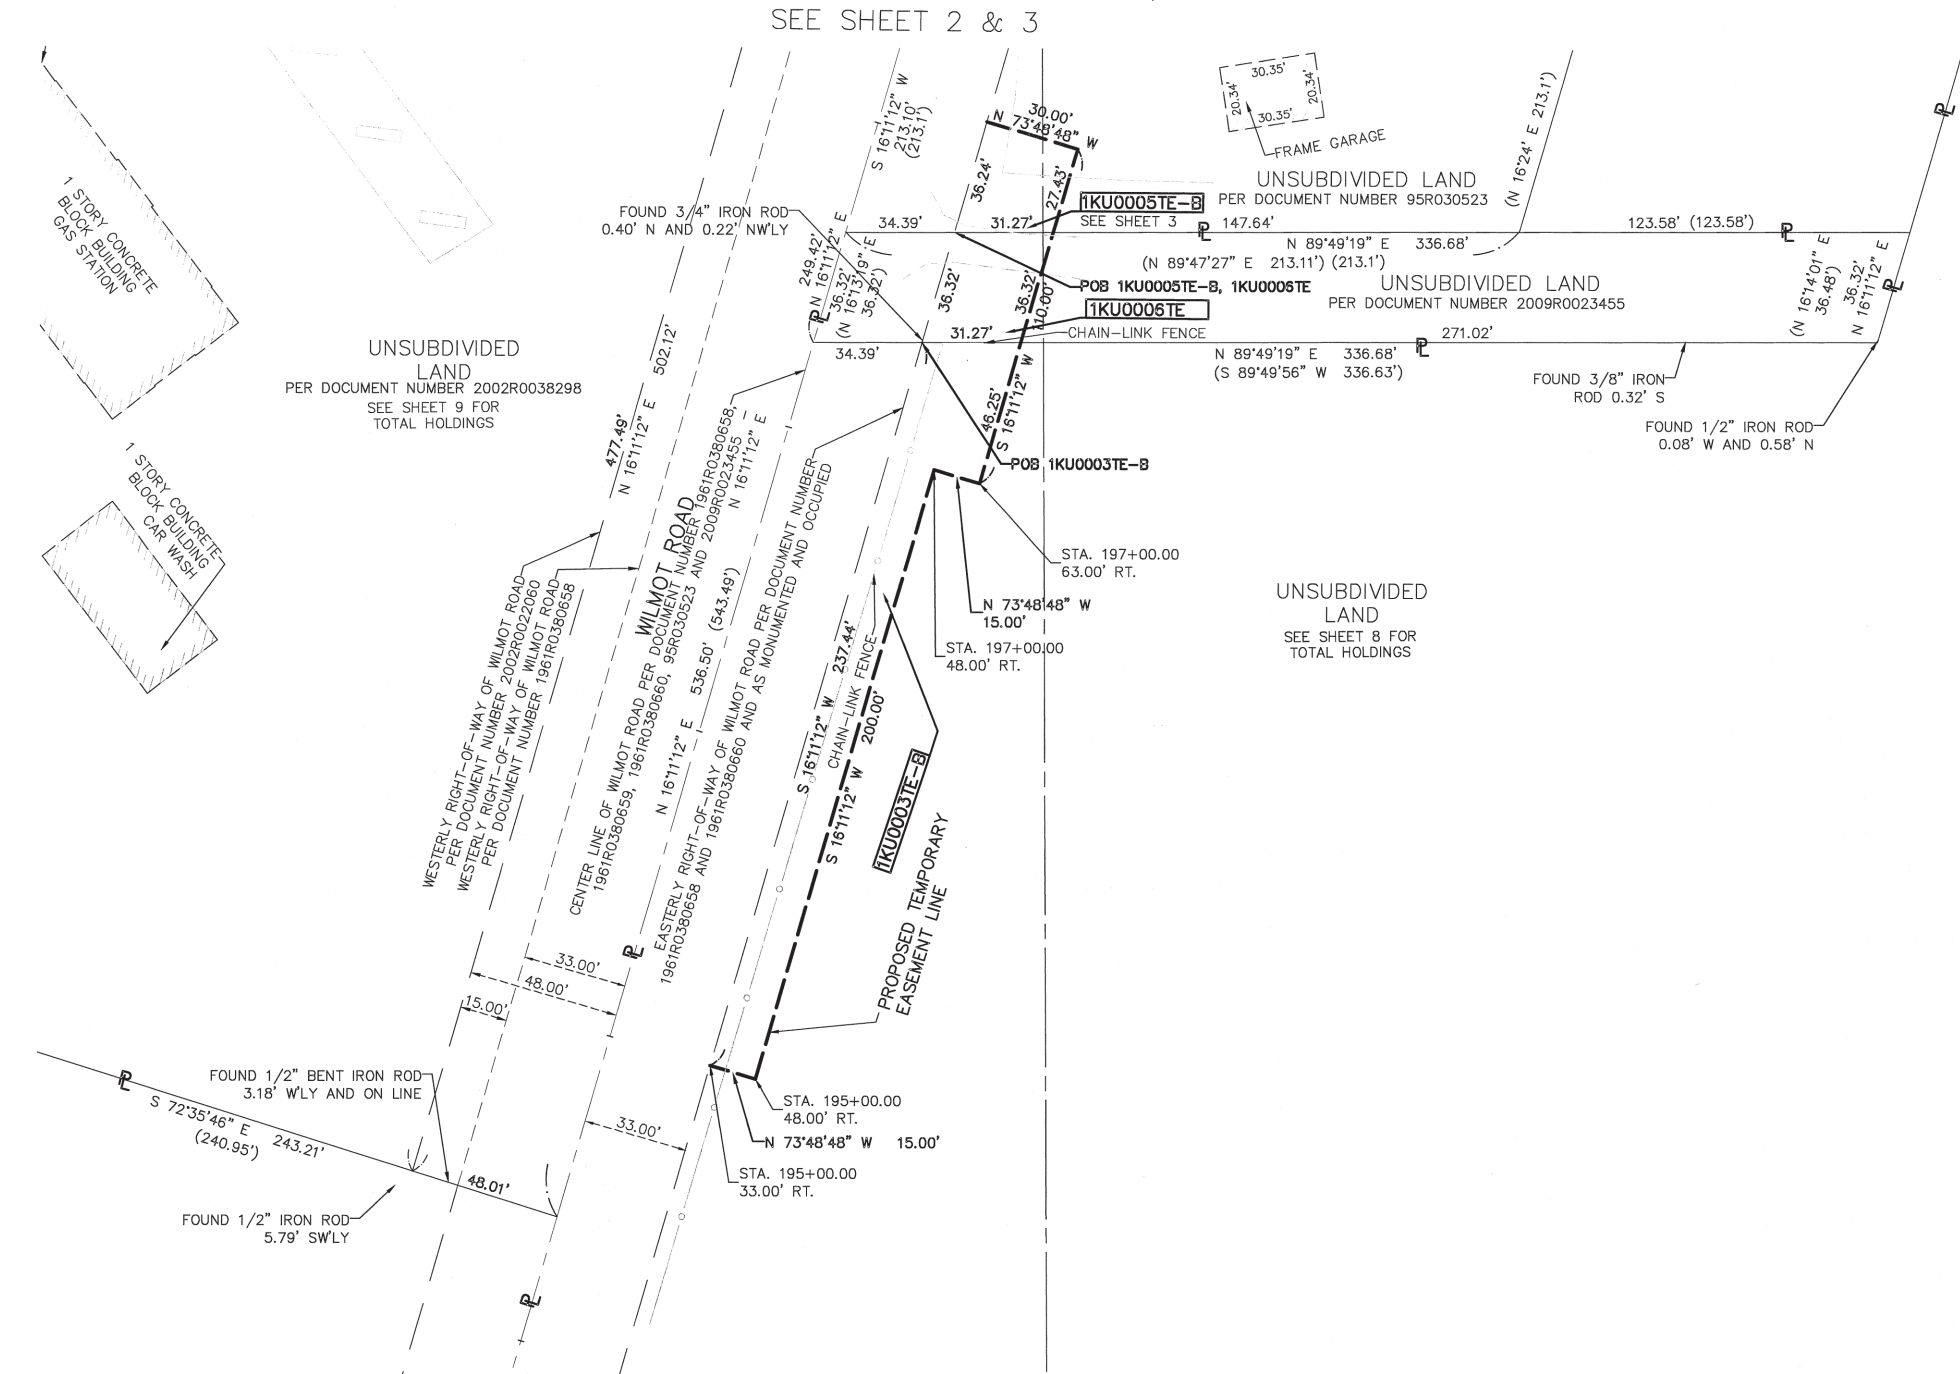 SEE SHEET 2 & 3
1 STORY CONCRETE
BLOCK BUILDING
GAS STATION
1 STORY CONCRETE
BLOCK BUILDING
CAR WASH
UNSUBDIVIDED
LAND
PER DOCUMENT NUMBER 2002R0038298
SEE SHEET 9 FOR
TOTAL HOLDINGS
S 16°11'12" W
213.10'
(213.1')
30.00'
N 73°48'48" W
36.24'
27.43'
30.35'
20.34'
20.34'
30.35'
FRAME GARAGE
(N 16°24' E 213.1')
UNSUBDIVIDED LAND
PER DOCUMENT NUMBER 95R030523
1KU0005TE-B
SEE SHEET 3
FOUND 3/4" IRON ROD
0.40' N AND 0.22' NW'LY
34.39'
31.27'
147.64'
123.58' (123.58')
N 89°49'19" E 336.68'
(N 89°47'27" E 213.11') (213.1')
UNSUBDIVIDED LAND
PER DOCUMENT NUMBER 2009R0023455
249.42'
N 16°11'12" E
36.32'
(N 16°13'19" E
36.32')
36.32'
36.32'
110.00'
POB 1KU0005TE-B, 1KU0006TE
1KU0006TE
CHAIN-LINK FENCE
34.39'
31.27'
271.02'
N 89°49'19" E 336.68'
(S 89°49'56" W 336.63')
(N 16°14'01" E
36.48')
36.32'
N 16°11'12" E
FOUND 3/8" IRON
ROD 0.32' S
FOUND 1/2" IRON ROD
0.08' W AND 0.58' N
46.25'
S 16°11'12" W
POB 1KU0003TE-B
STA. 197+00.00
63.00' RT.
N 73°48'48" W
15.00'
STA. 197+00.00
48.00' RT.
UNSUBDIVIDED
LAND
SEE SHEET 8 FOR
TOTAL HOLDINGS
477.49'
N 16°11'12" E 502.12'
WILMOT ROAD
WESTERLY RIGHT-OF-WAY OF WILMOT ROAD
PER DOCUMENT NUMBER 2002R0022060
WESTERLY RIGHT-OF-WAY OF WILMOT ROAD
PER DOCUMENT NUMBER 1961R0380658
CENTER LINE OF WILMOT ROAD PER DOCUMENT NUMBER 1961R0380658,
1961R0380659, 1961R0380660, 95R030523 AND 2009R0023455
N 16°11'12" E
N 16°11'12" E 536.50' (543.49')
EASTERLY RIGHT-OF-WAY OF WILMOT ROAD PER DOCUMENT NUMBER
1961R0380658 AND 1961R0380660 AND AS MONUMENTED AND OCCUPIED
S 16°11'12" W 237.44'
CHAIN-LINK FENCE
S 16°11'12" W 200.00'
1KU0003TE-B
PROPOSED TEMPORARY
EASEMENT LINE
33.00'
48.00'
15.00'
33.00'
FOUND 1/2" BENT IRON ROD
3.18' W'LY AND ON LINE
S 72°35'46" E 243.21'
(240.95')
48.01'
FOUND 1/2" IRON ROD
5.79' SW'LY
STA. 195+00.00
48.00' RT.
N 73°48'48" W 15.00'
STA. 195+00.00
33.00' RT.